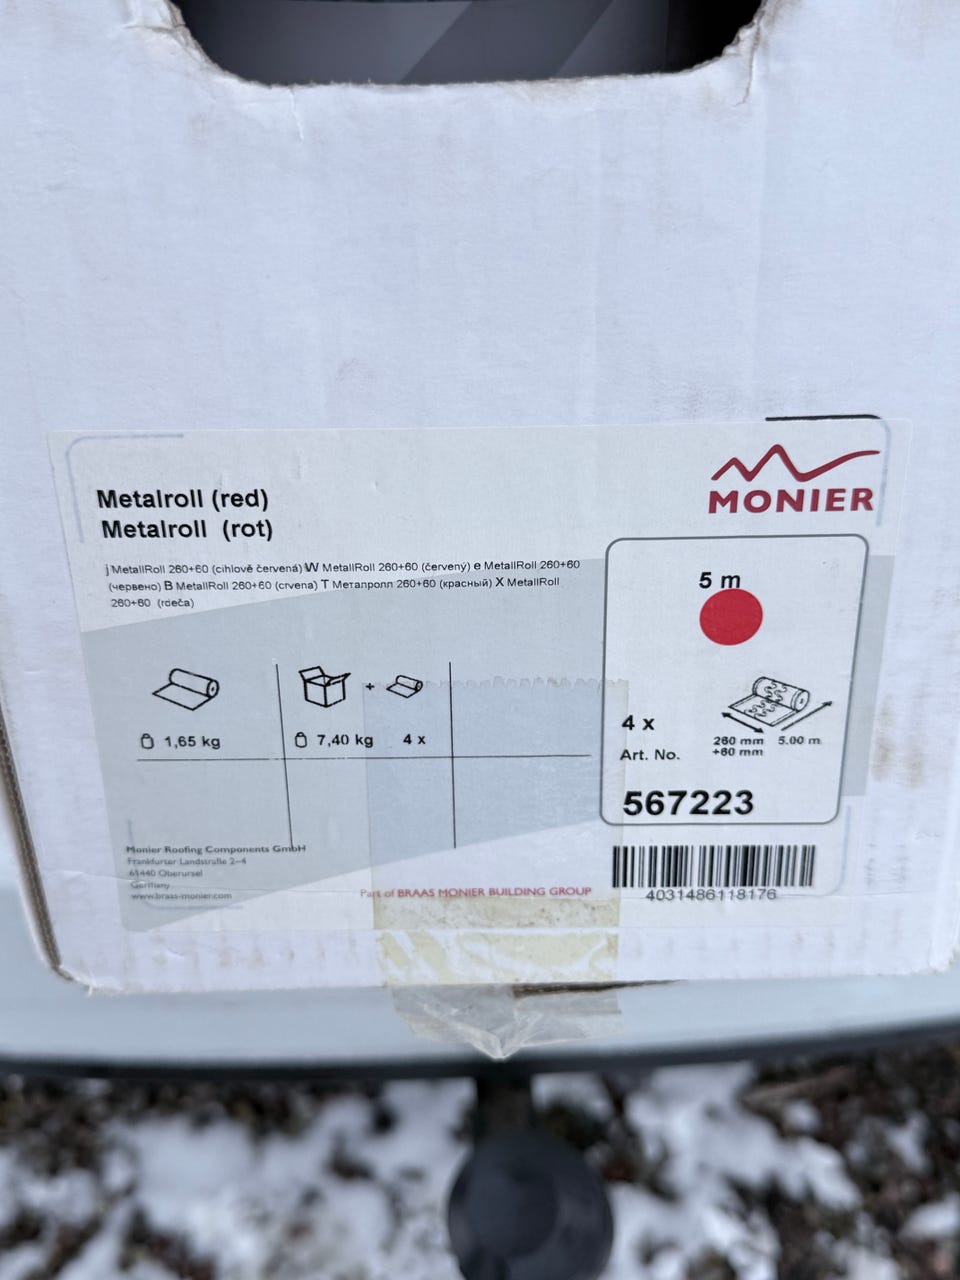 Metalroll (red)
Metalroll (rot)
MONIER
j MetallRoll 260+60 (cihlově červená) W MetallRoll 260+60 (červený) e MetallRoll 260+60
(червено) B MetallRoll 260+60 (crvena) T Металролл 260+60 (красный) X MetallRoll
260+60 (rdeča)
5 m
1,65 kg
+
7,40 kg 4 x
4 x
260 mm 5.00 m
+60 mm
Art. No.
567223
Monier Roofing Components GmbH
Frankfurter Landstraße 2–4
61440 Oberursel
Germany
www.braas-monier.com
Part of BRAAS MONIER BUILDING GROUP
4031486118176